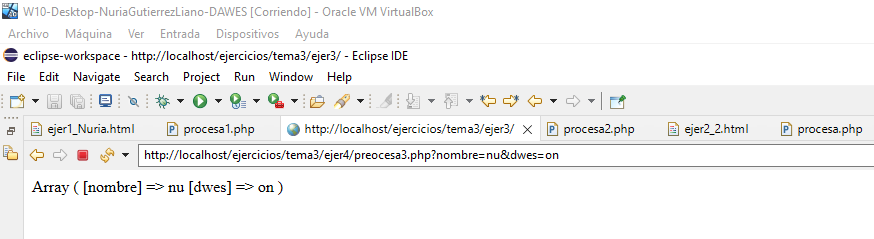 W10-Desktop-NuriaGutierrezLiano-DAWES [Corriendo] - Oracle VM VirtualBox
Archivo Máquina Ver Entrada Dispositivos Ayuda
eclipse-workspace - http://localhost/ejercicios/tema3/ejer3/ - Eclipse IDE
File Edit Navigate Search Project Run Window Help
ejer1_Nuria.html procesa1.php http://localhost/ejercicios/tema3/ejer3/ procesa2.php ejer2_2.html procesa.php
http://localhost/ejercicios/tema3/ejer4/preocesa3.php?nombre=nu&dwes=on
Array ( [nombre] => nu [dwes] => on )